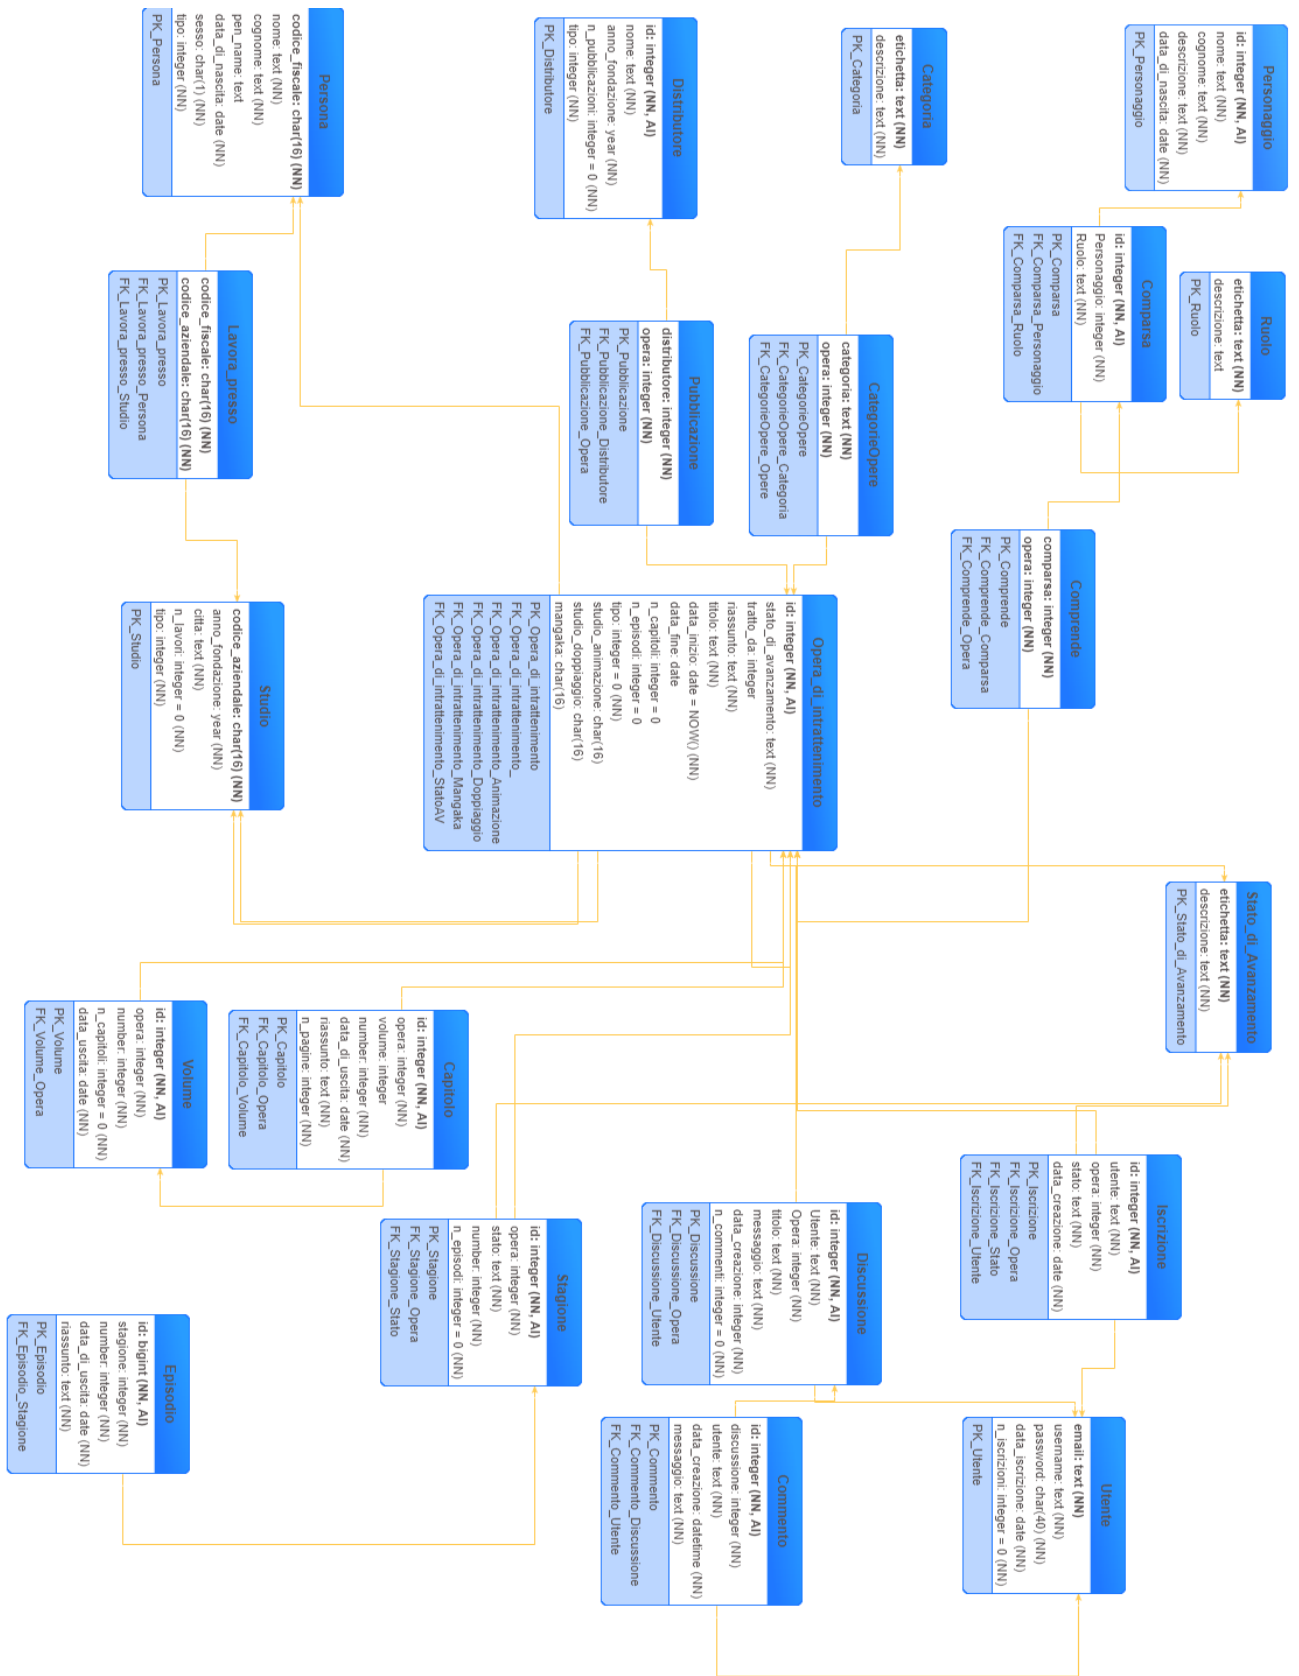 Personaggio
id: integer (NN, AI)
nome: text (NN)
cognome: text (NN)
descrizione: text (NN)
data_di_nascita: date (NN)
PK_Personaggio
Ruolo
etichetta: text (NN)
descrizione: text
PK_Ruolo
Comparsa
id: integer (NN, AI)
Personaggio: integer (NN)
Ruolo: text (NN)
PK_Comparsa
FK_Comparsa_Personaggio
FK_Comparsa_Ruolo
Comprende
comparsa: integer (NN)
opera: integer (NN)
PK_Comprende
FK_Comprende_Comparsa
FK_Comprende_Opera
Stato_di_Avanzamento
etichetta: text (NN)
descrizione: text (NN)
PK_Stato_di_Avanzamento
Iscrizione
id: integer (NN, AI)
utente: text (NN)
opera: integer (NN)
stato: text (NN)
data_creazione: date (NN)
PK_Iscrizione
FK_Iscrizione_Opera
FK_Iscrizione_Stato
FK_Iscrizione_Utente
Utente
email: text (NN)
username: text (NN)
password: char(40) (NN)
data_iscrizione: date (NN)
n_iscrizioni: integer = 0 (NN)
PK_Utente
Categoria
etichetta: text (NN)
descrizione: text (NN)
PK_Categoria
CategorieOpere
categoria: text (NN)
opera: integer (NN)
PK_CategorieOpere
FK_CategorieOpere_Categoria
FK_CategorieOpere_Opere
Distributore
id: integer (NN, AI)
nome: text (NN)
anno_fondazione: year (NN)
n_pubblicazioni: integer = 0 (NN)
tipo: integer (NN)
PK_Distributore
Pubblicazione
distributore: integer (NN)
opera: integer (NN)
PK_Pubblicazione
FK_Pubblicazione_Distributore
FK_Pubblicazione_Opera
Opera_di_intrattenimento
id: integer (NN, AI)
stato_di_avanzamento: text (NN)
tratto_da: integer
riassunto: text (NN)
titolo: text (NN)
data_inizio: date = NOW() (NN)
data_fine: date
n_capitoli: integer = 0
n_episodi: integer = 0
tipo: integer = 0 (NN)
studio_animazione: char(16)
studio_doppiaggio: char(16)
mangaka: char(16)
PK_Opera_di_intrattenimento
FK_Opera_di_intrattenimento_
FK_Opera_di_intrattenimento_Animazione
FK_Opera_di_intrattenimento_Doppiaggio
FK_Opera_di_intrattenimento_Mangaka
FK_Opera_di_intrattenimento_StatoAV
Discussione
id: integer (NN, AI)
Utente: text (NN)
Opera: integer (NN)
titolo: text (NN)
messaggio: text (NN)
data_creazione: integer (NN)
n_commenti: integer = 0 (NN)
PK_Discussione
FK_Discussione_Opera
FK_Discussione_Utente
Commento
id: integer (NN, AI)
discussione: integer (NN)
utente: text (NN)
data_creazione: datetime (NN)
messaggio: text (NN)
PK_Commento
FK_Commento_Discussione
FK_Commento_Utente
Persona
codice_fiscale: char(16) (NN)
nome: text (NN)
cognome: text (NN)
pen_name: text
data_di_nascita: date (NN)
sesso: char(1) (NN)
tipo: integer (NN)
PK_Persona
Lavora_presso
codice_fiscale: char(16) (NN)
codice_aziendale: char(16) (NN)
PK_Lavora_presso
FK_Lavora_presso_Persona
FK_Lavora_presso_Studio
Studio
codice_aziendale: char(16) (NN)
anno_fondazione: year (NN)
citta: text (NN)
n_lavori: integer = 0 (NN)
tipo: integer (NN)
PK_Studio
Capitolo
id: integer (NN, AI)
opera: integer (NN)
volume: integer
number: integer (NN)
data_di_uscita: date (NN)
riassunto: text (NN)
n_pagine: integer (NN)
PK_Capitolo
FK_Capitolo_Opera
FK_Capitolo_Volume
Volume
id: integer (NN, AI)
opera: integer (NN)
number: integer (NN)
n_capitoli: integer = 0 (NN)
data_uscita: date (NN)
PK_Volume
FK_Volume_Opera
Stagione
id: integer (NN, AI)
opera: integer (NN)
stato: text (NN)
number: integer (NN)
n_episodi: integer = 0 (NN)
PK_Stagione
FK_Stagione_Opera
FK_Stagione_Stato
Episodio
id: bigint (NN, AI)
stagione: integer (NN)
number: integer (NN)
data_di_uscita: date (NN)
riassunto: text (NN)
PK_Episodio
FK_Episodio_Stagione